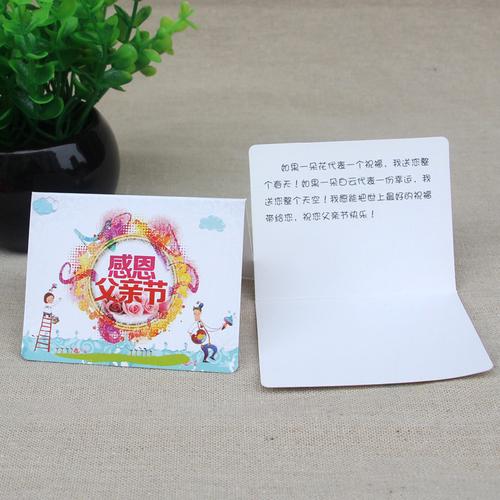 感恩
父亲节
如果一朵花代表一个祝福，我送您整
个春天！如果一朵白云代表一份幸运，我
送您整个天空！我愿能把世上最好的祝福
带给您，祝您父亲节快乐！